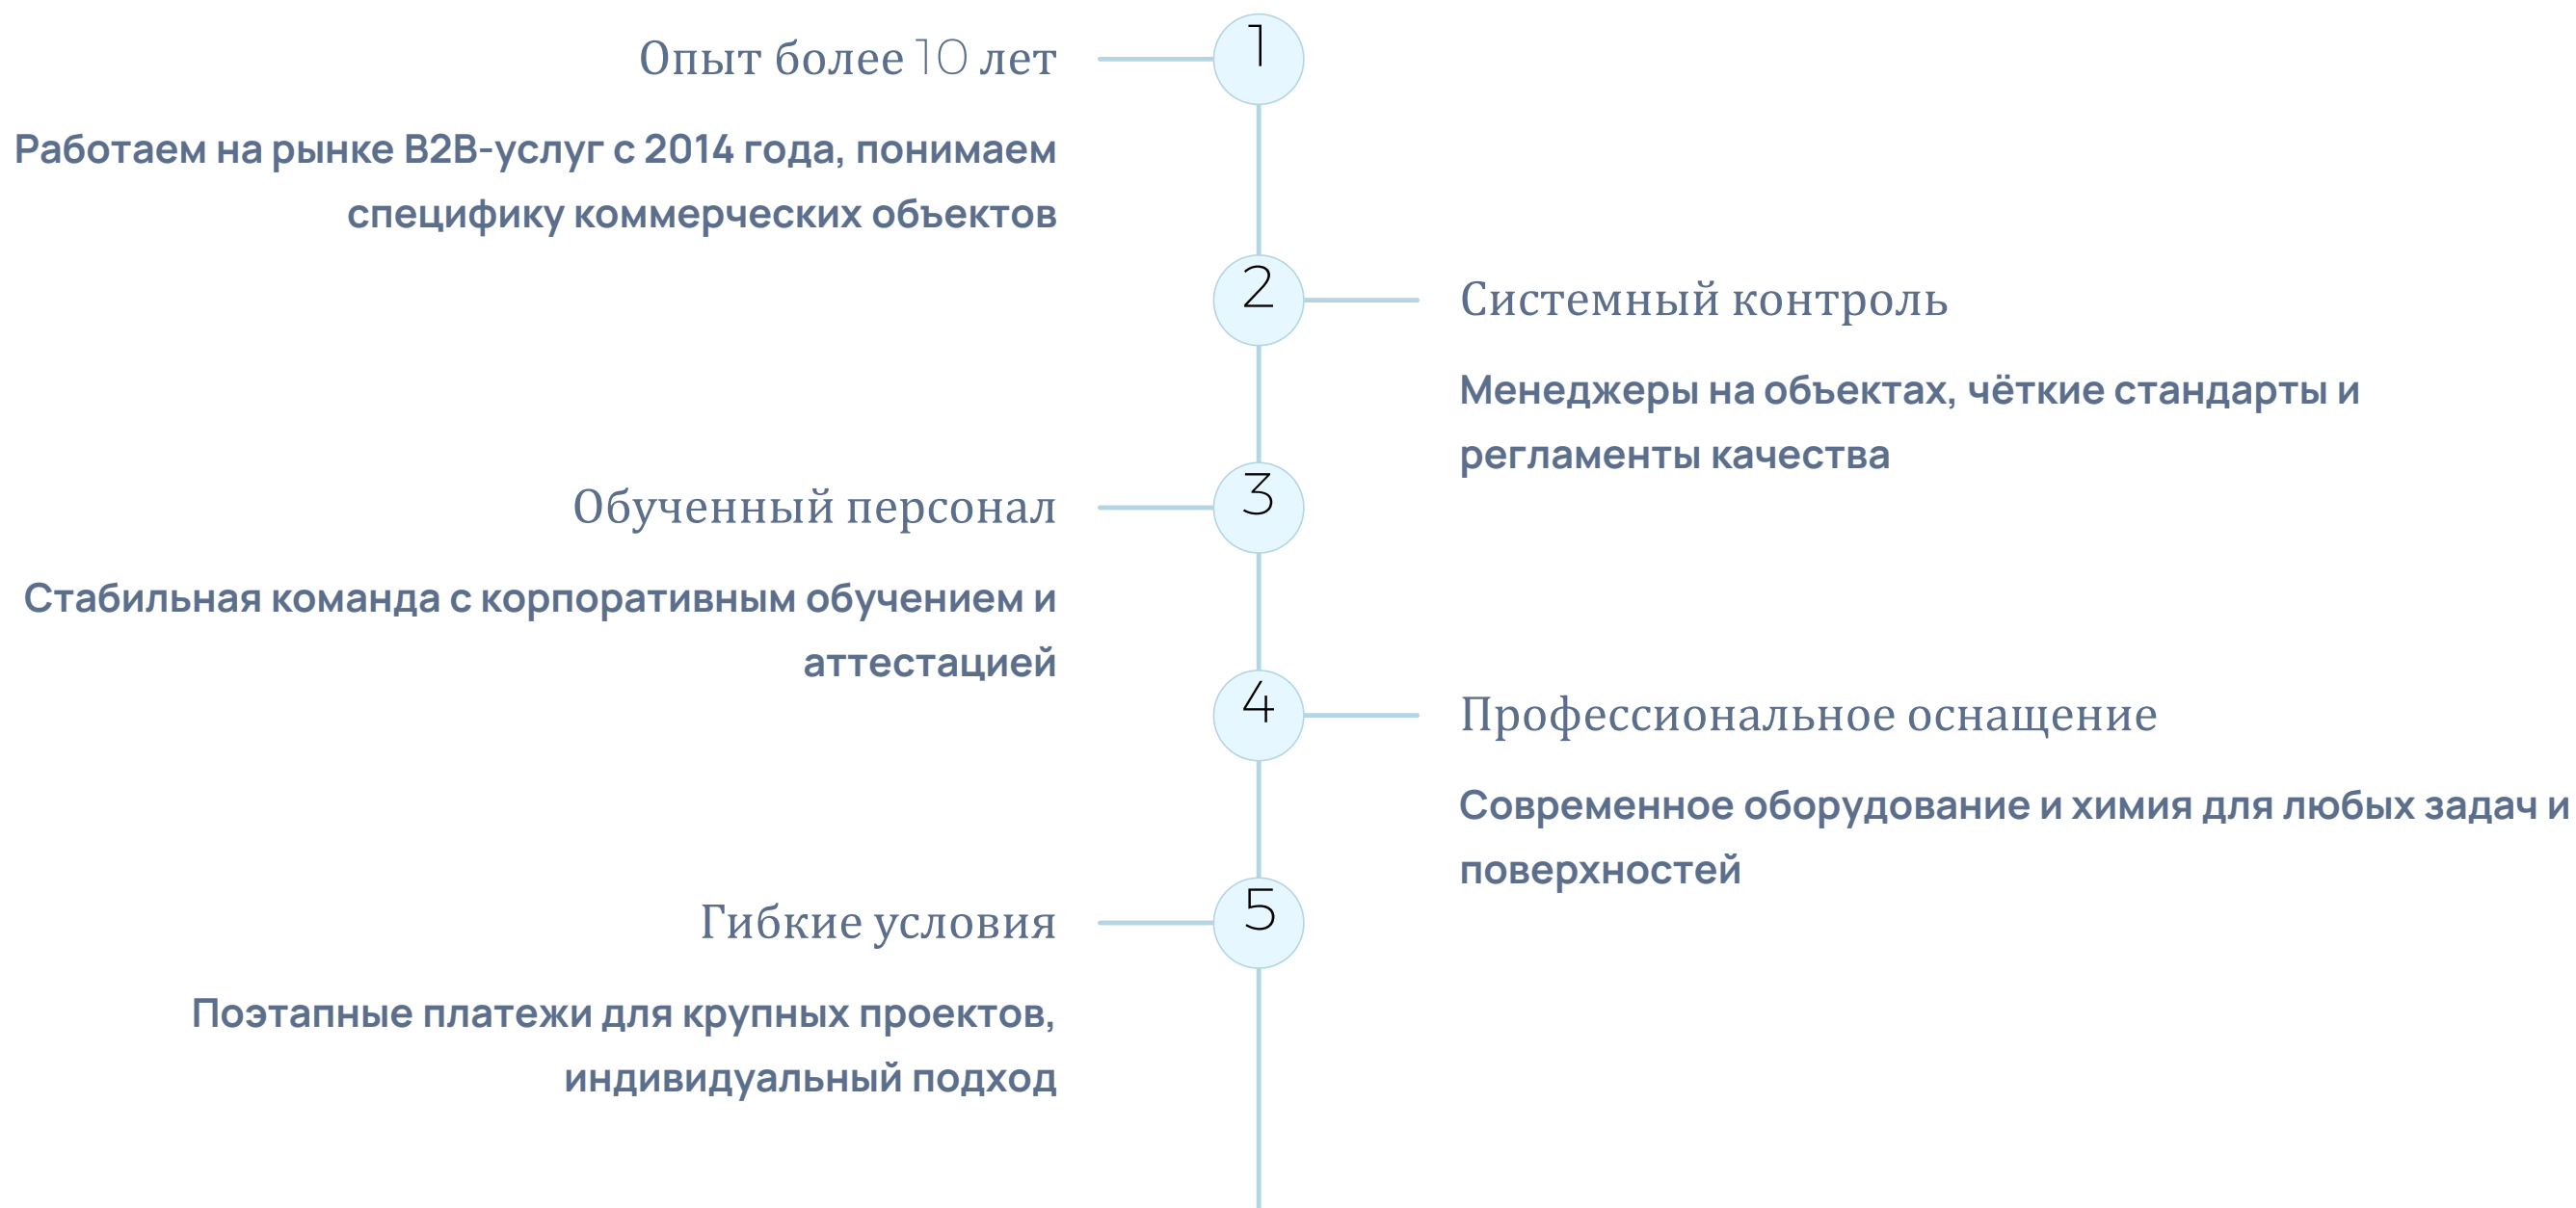 1
Опыт более 10 лет
Работаем на рынке B2B-услуг с 2014 года, понимаем
специфику коммерческих объектов
2
Системный контроль
Менеджеры на объектах, чёткие стандарты и
регламенты качества
3
Обученный персонал
Стабильная команда с корпоративным обучением и
аттестацией
4
Профессиональное оснащение
Современное оборудование и химия для любых задач и
поверхностей
5
Гибкие условия
Поэтапные платежи для крупных проектов,
индивидуальный подход